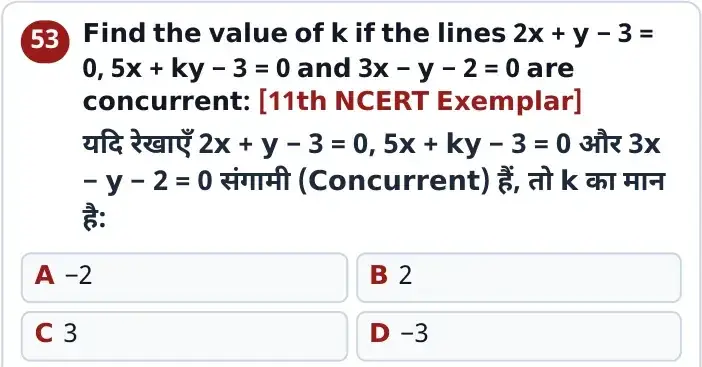 53 Find the value of k if the lines 2x + y − 3 =
0, 5x + ky − 3 = 0 and 3x − y − 2 = 0 are
concurrent: [11th NCERT Exemplar]
यदि रेखाएँ 2x + y − 3 = 0, 5x + ky − 3 = 0 और 3x
− y − 2 = 0 संगामी (Concurrent) हैं, तो k का मान
है:
A −2
B 2
C 3
D −3